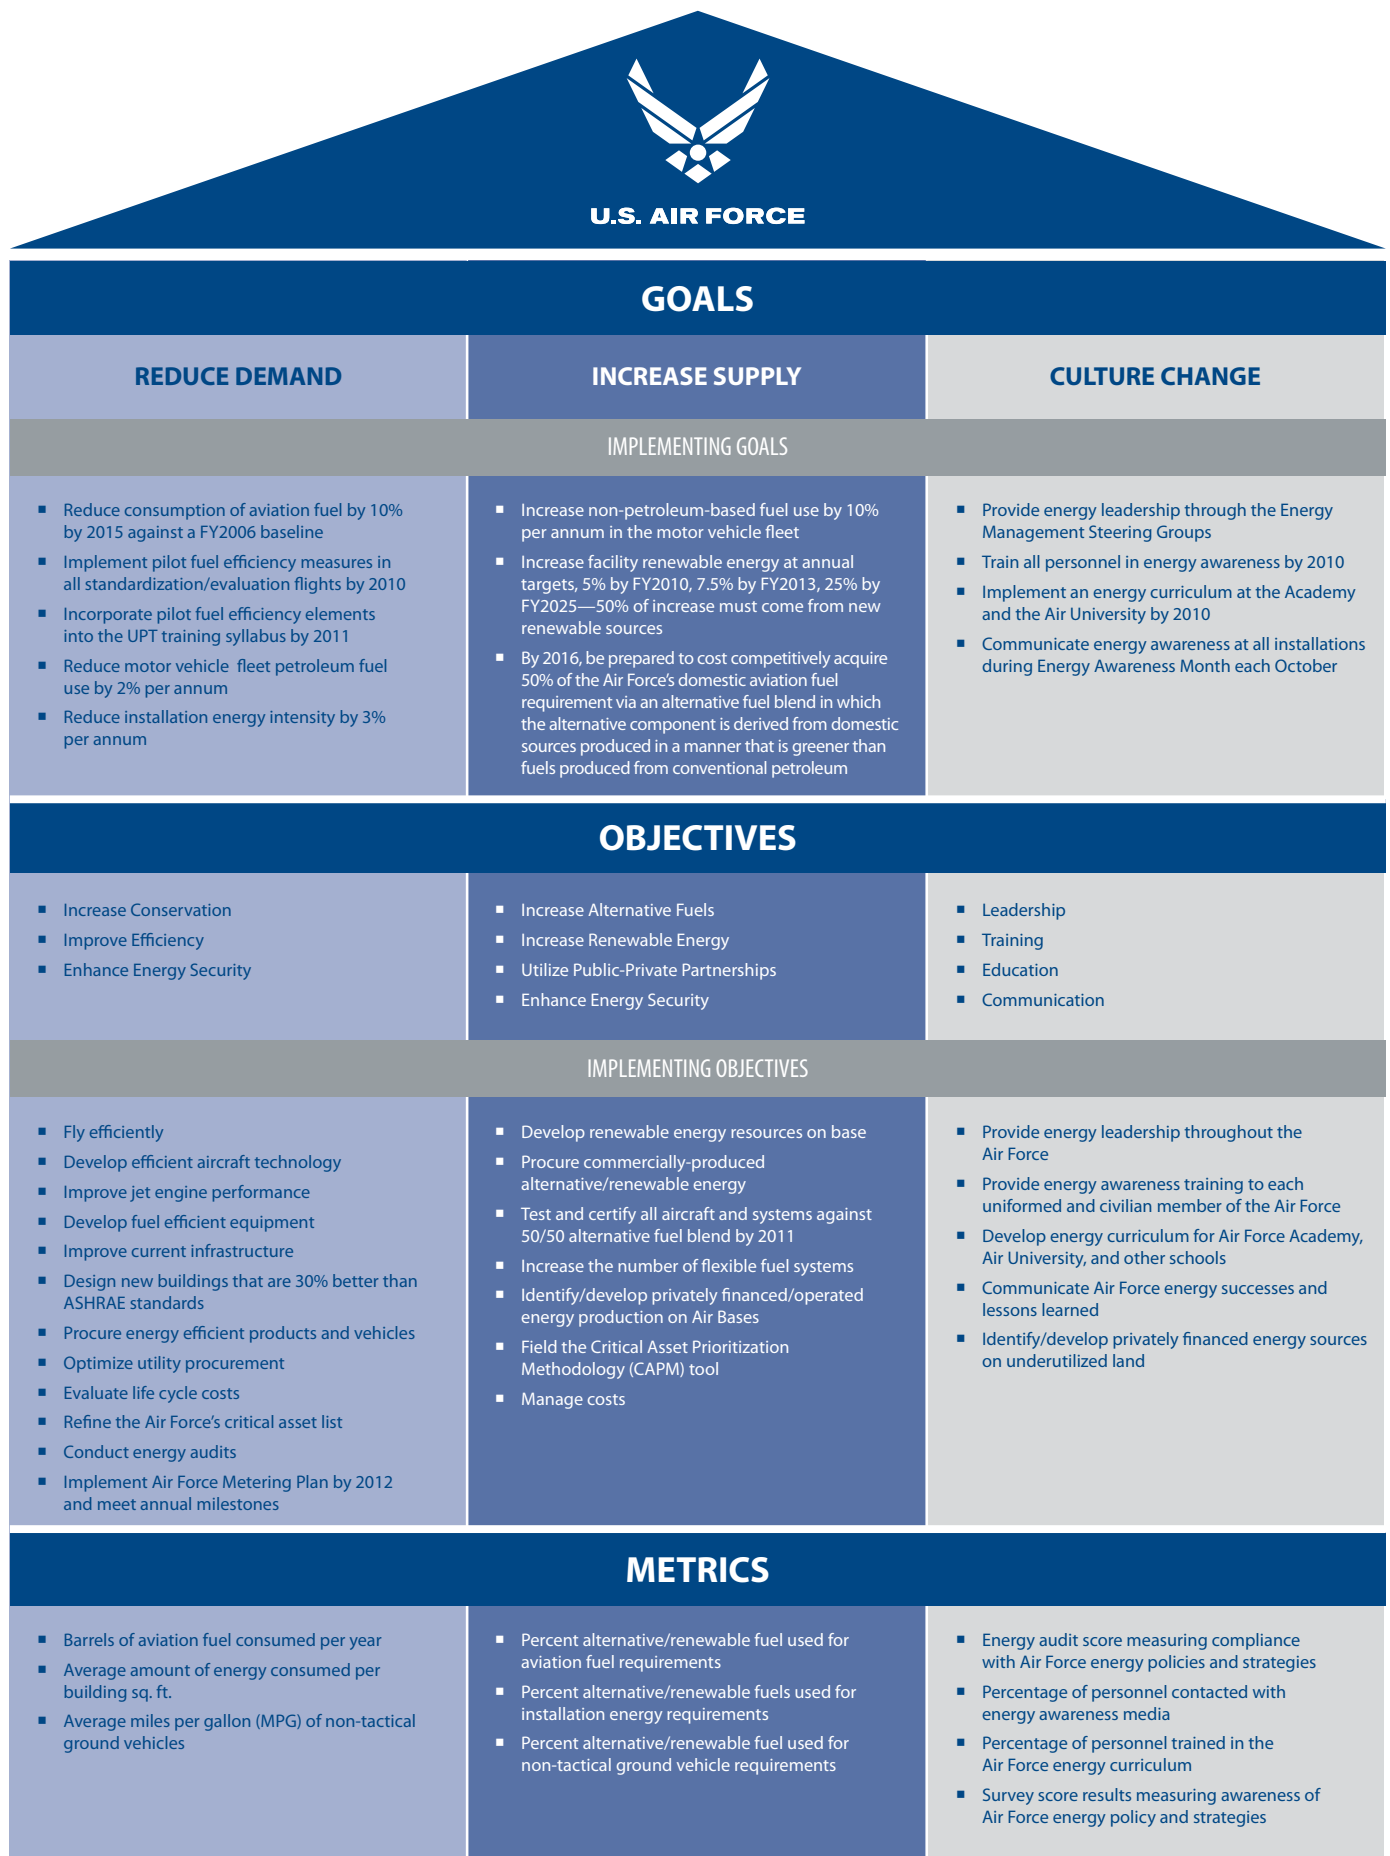 U.S. AIR FORCE
GOALS
REDUCE DEMAND
INCREASE SUPPLY
CULTURE CHANGE
IMPLEMENTING GOALS
■ Reduce consumption of aviation fuel by 10%
by 2015 against a FY2006 baseline
■ Implement pilot fuel efficiency measures in
all standardization/evaluation flights by 2010
■ Incorporate pilot fuel efficiency elements
into the UPT training syllabus by 2011
■ Reduce motor vehicle fleet petroleum fuel
use by 2% per annum
■ Reduce installation energy intensity by 3%
per annum
■ Increase non-petroleum-based fuel use by 10%
per annum in the motor vehicle fleet
■ Increase facility renewable energy at annual
targets, 5% by FY2010, 7.5% by FY2013, 25% by
FY2025—50% of increase must come from new
renewable sources
■ By 2016, be prepared to cost competitively acquire
50% of the Air Force’s domestic aviation fuel
requirement via an alternative fuel blend in which
the alternative component is derived from domestic
sources produced in a manner that is greener than
fuels produced from conventional petroleum
■ Provide energy leadership through the Energy
Management Steering Groups
■ Train all personnel in energy awareness by 2010
■ Implement an energy curriculum at the Academy
and the Air University by 2010
■ Communicate energy awareness at all installations
during Energy Awareness Month each October
OBJECTIVES
■ Increase Conservation
■ Improve Efficiency
■ Enhance Energy Security
■ Increase Alternative Fuels
■ Increase Renewable Energy
■ Utilize Public-Private Partnerships
■ Enhance Energy Security
■ Leadership
■ Training
■ Education
■ Communication
IMPLEMENTING OBJECTIVES
■ Fly efficiently
■ Develop efficient aircraft technology
■ Improve jet engine performance
■ Develop fuel efficient equipment
■ Improve current infrastructure
■ Design new buildings that are 30% better than
ASHRAE standards
■ Procure energy efficient products and vehicles
■ Optimize utility procurement
■ Evaluate life cycle costs
■ Refine the Air Force’s critical asset list
■ Conduct energy audits
■ Implement Air Force Metering Plan by 2012
and meet annual milestones
■ Develop renewable energy resources on base
■ Procure commercially-produced
alternative/renewable energy
■ Test and certify all aircraft and systems against
50/50 alternative fuel blend by 2011
■ Increase the number of flexible fuel systems
■ Identify/develop privately financed/operated
energy production on Air Bases
■ Field the Critical Asset Prioritization
Methodology (CAPM) tool
■ Manage costs
■ Provide energy leadership throughout the
Air Force
■ Provide energy awareness training to each
uniformed and civilian member of the Air Force
■ Develop energy curriculum for Air Force Academy,
Air University, and other schools
■ Communicate Air Force energy successes and
lessons learned
■ Identify/develop privately financed energy sources
on underutilized land
METRICS
■ Barrels of aviation fuel consumed per year
■ Average amount of energy consumed per
building sq. ft.
■ Average miles per gallon (MPG) of non-tactical
ground vehicles
■ Percent alternative/renewable fuel used for
aviation fuel requirements
■ Percent alternative/renewable fuels used for
installation energy requirements
■ Percent alternative/renewable fuel used for
non-tactical ground vehicle requirements
■ Energy audit score measuring compliance
with Air Force energy policies and strategies
■ Percentage of personnel contacted with
energy awareness media
■ Percentage of personnel trained in the
Air Force energy curriculum
■ Survey score results measuring awareness of
Air Force energy policy and strategies